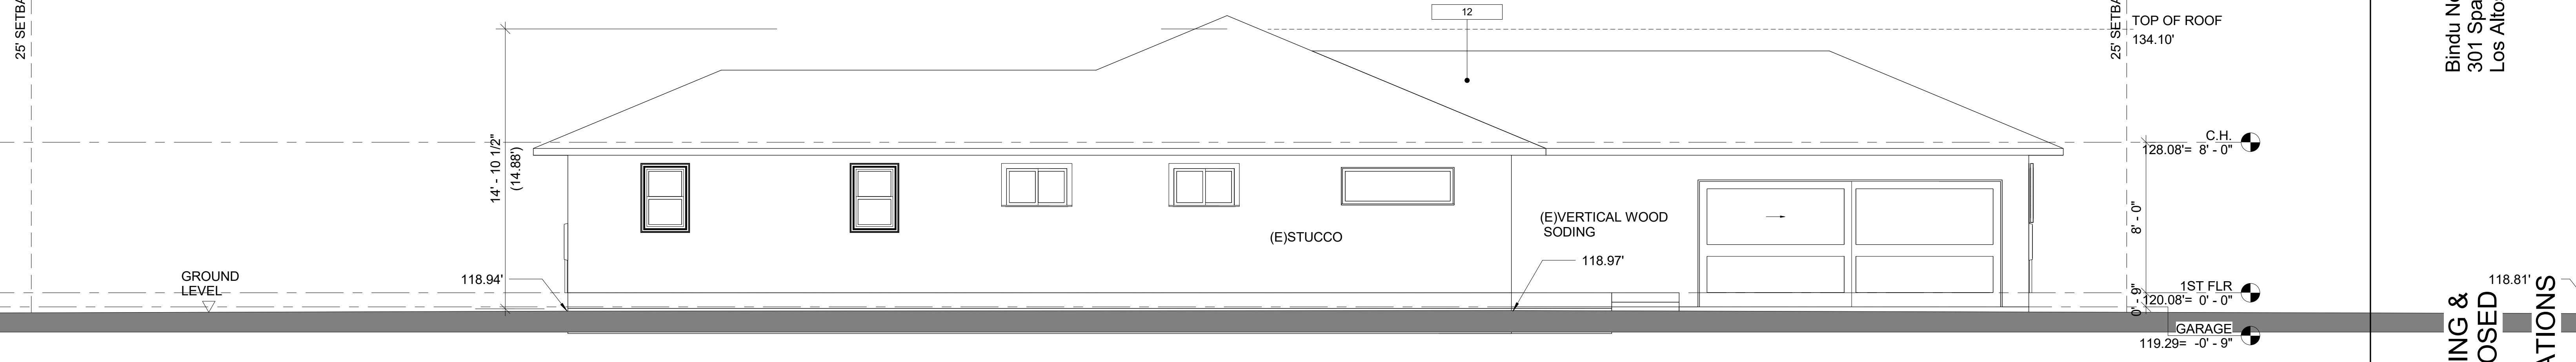 25' SETBA
12
25' SETBA
TOP OF ROOF
134.10'
Bindu Ne
301 Spa
Los Altos
14' - 10 1/2"
(14.88')
C.H.
128.08'= 8' - 0"
(E)VERTICAL WOOD
SODING
(E)STUCCO
8' - 0"
118.97'
GROUND
LEVEL
118.94'
1ST FLR
120.08'= 0' - 0"
0' - 9"
118.81'
GARAGE
119.29= -0' - 9"
ING &
OSED
ATIONS